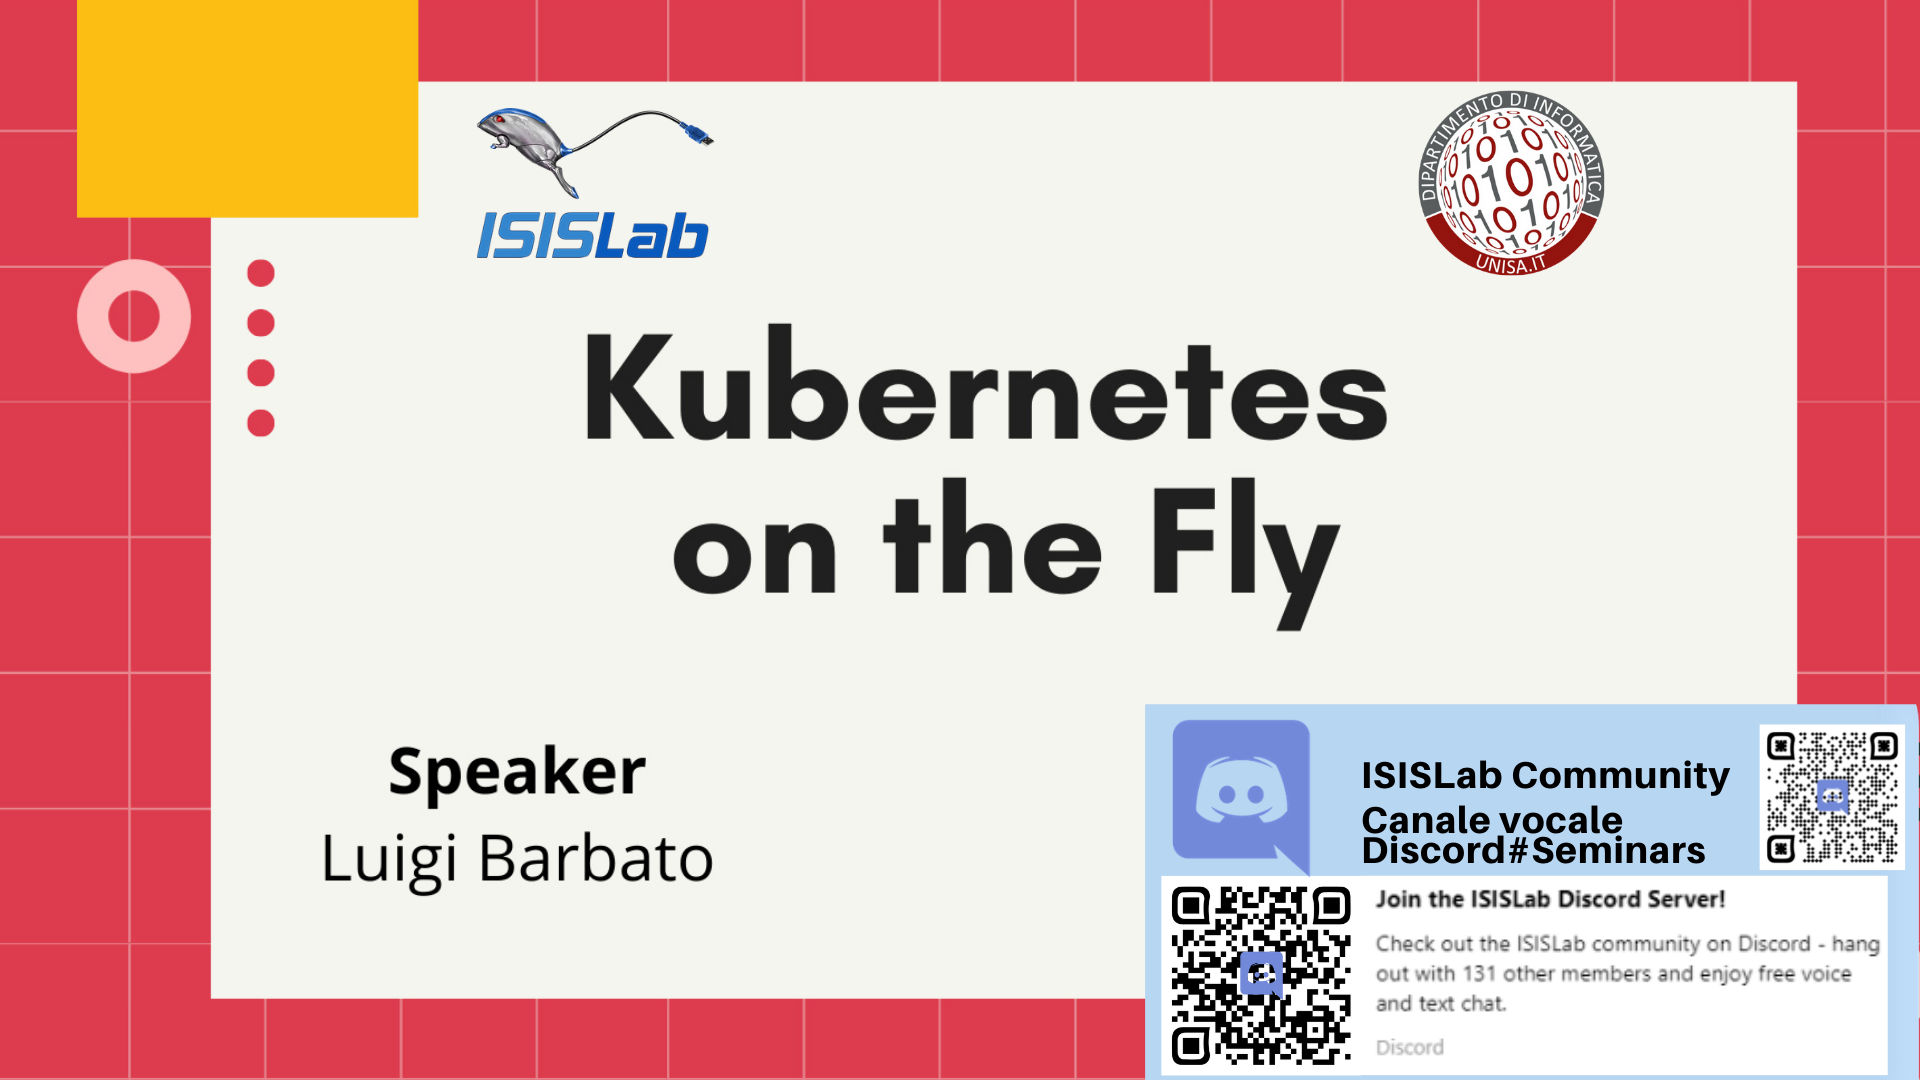 ISISLab
DIPARTIMENTO DI INFORMATICA
UNISA.IT
Kubernetes
on the Fly
Speaker
Luigi Barbato
ISISLab Community
Canale vocale
Discord#Seminars
Join the ISISLab Discord Server!
Check out the ISISLab community on Discord - hang
out with 131 other members and enjoy free voice
and text chat.
Discord